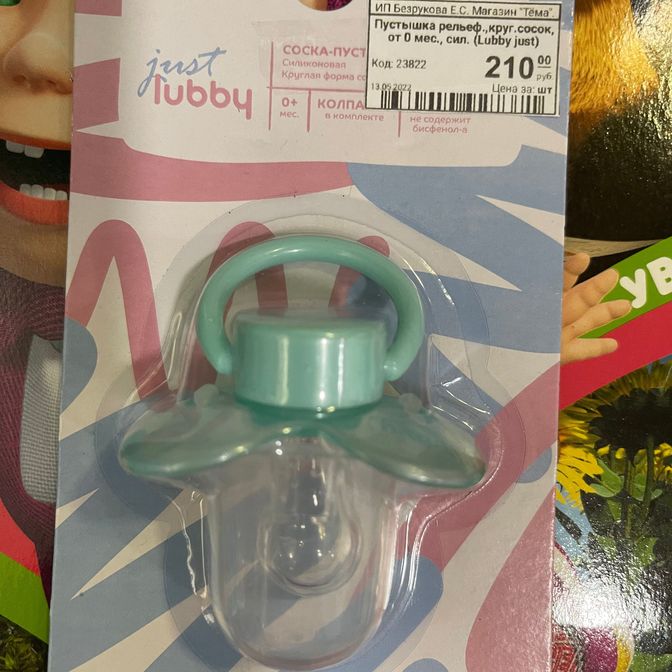 ИП Безрукова Е.С. Магазин "Тёма".
Пустышка рельеф.,круг.сосок,
от 0 мес., сил. (Lubby just)
Код: 23822
210 00
руб
13.05.2022
Цена за: шт
just
lubby
СОСКА-ПУСТ
Силиконовая
Круглая форма со
0+
мес.
КОЛПА
в комплекте
не содержит
бисфенол-а
УВ